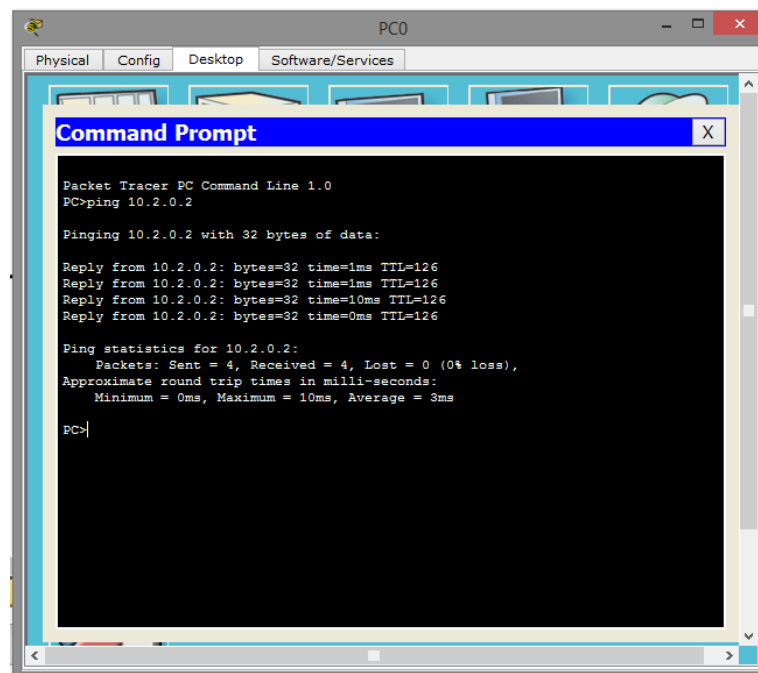 PC0
Physical Config Desktop Software/Services
Command Prompt X
Packet Tracer PC Command Line 1.0
PC>ping 10.2.0.2
Pinging 10.2.0.2 with 32 bytes of data:
Reply from 10.2.0.2: bytes=32 time=1ms TTL=126
Reply from 10.2.0.2: bytes=32 time=1ms TTL=126
Reply from 10.2.0.2: bytes=32 time=10ms TTL=126
Reply from 10.2.0.2: bytes=32 time=0ms TTL=126
Ping statistics for 10.2.0.2:
Packets: Sent = 4, Received = 4, Lost = 0 (0% loss),
Approximate round trip times in milli-seconds:
Minimum = 0ms, Maximum = 10ms, Average = 3ms
PC>